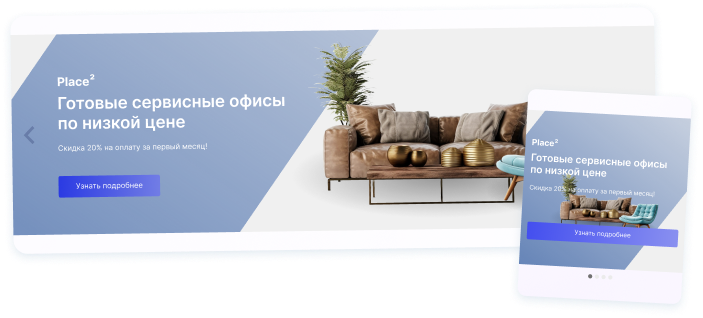 Place²
Готовые сервисные офисы
по низкой цене
Скидка 20% на оплату за первый месяц!
Узнать подробнее
Place²
Готовые сервисные офисы
по низкой цене
Скидка 20% на оплату за первый месяц!
Узнать подробнее